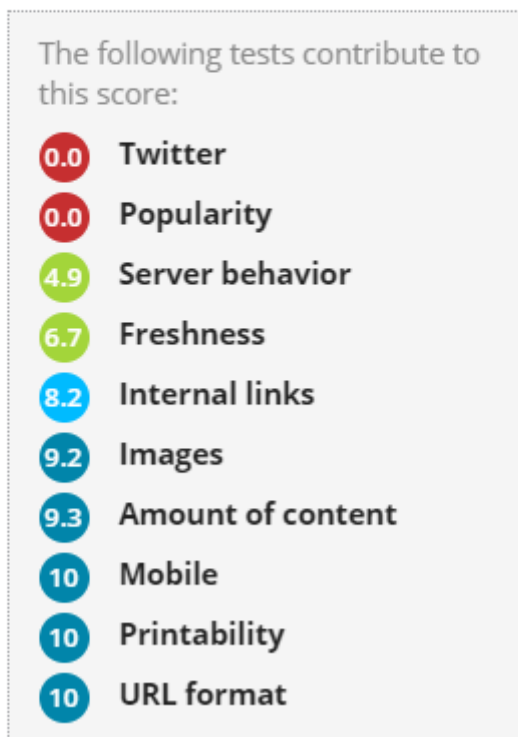 The following tests contribute to
this score:
0.0 Twitter
0.0 Popularity
4.9 Server behavior
6.7 Freshness
8.2 Internal links
9.2 Images
9.3 Amount of content
10 Mobile
10 Printability
10 URL format